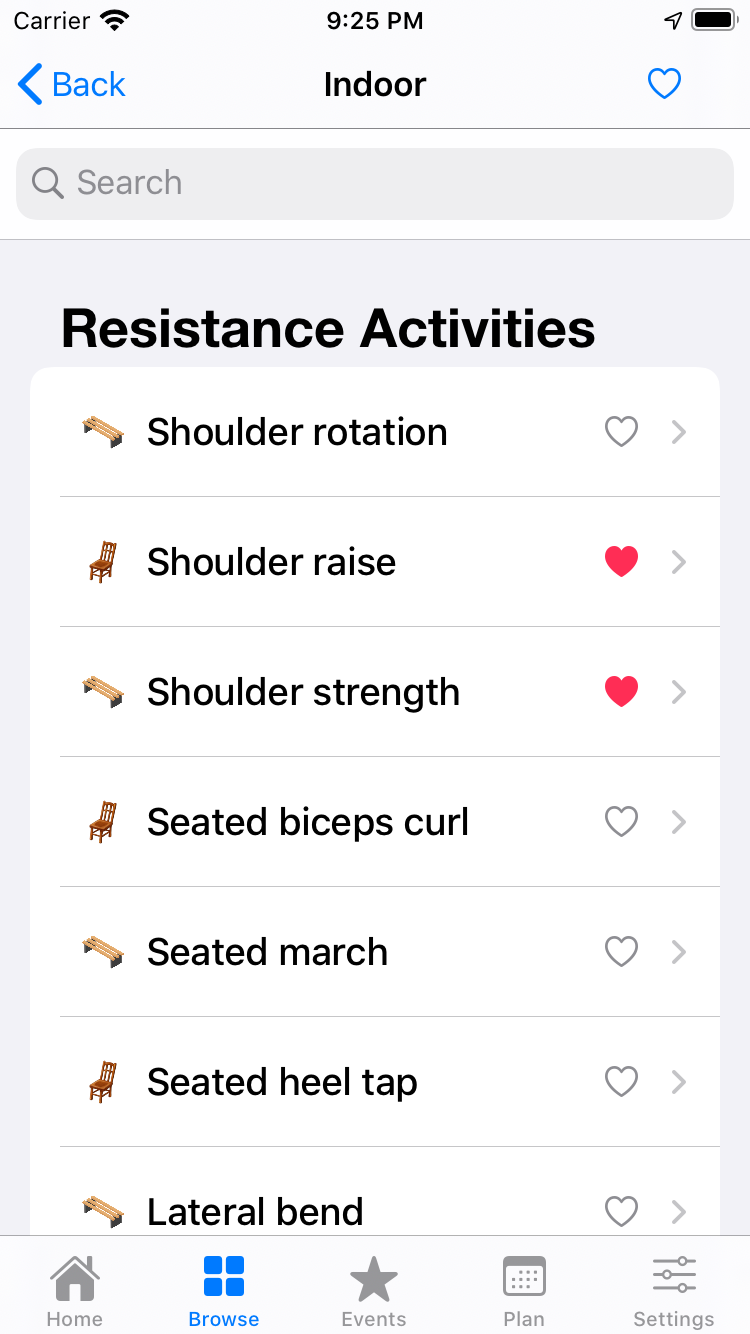 Carrier 9:25 PM
Back Indoor
Search
Resistance Activities
Shoulder rotation
Shoulder raise
Shoulder strength
Seated biceps curl
Seated march
Seated heel tap
Lateral bend
Home Browse Events Plan Settings